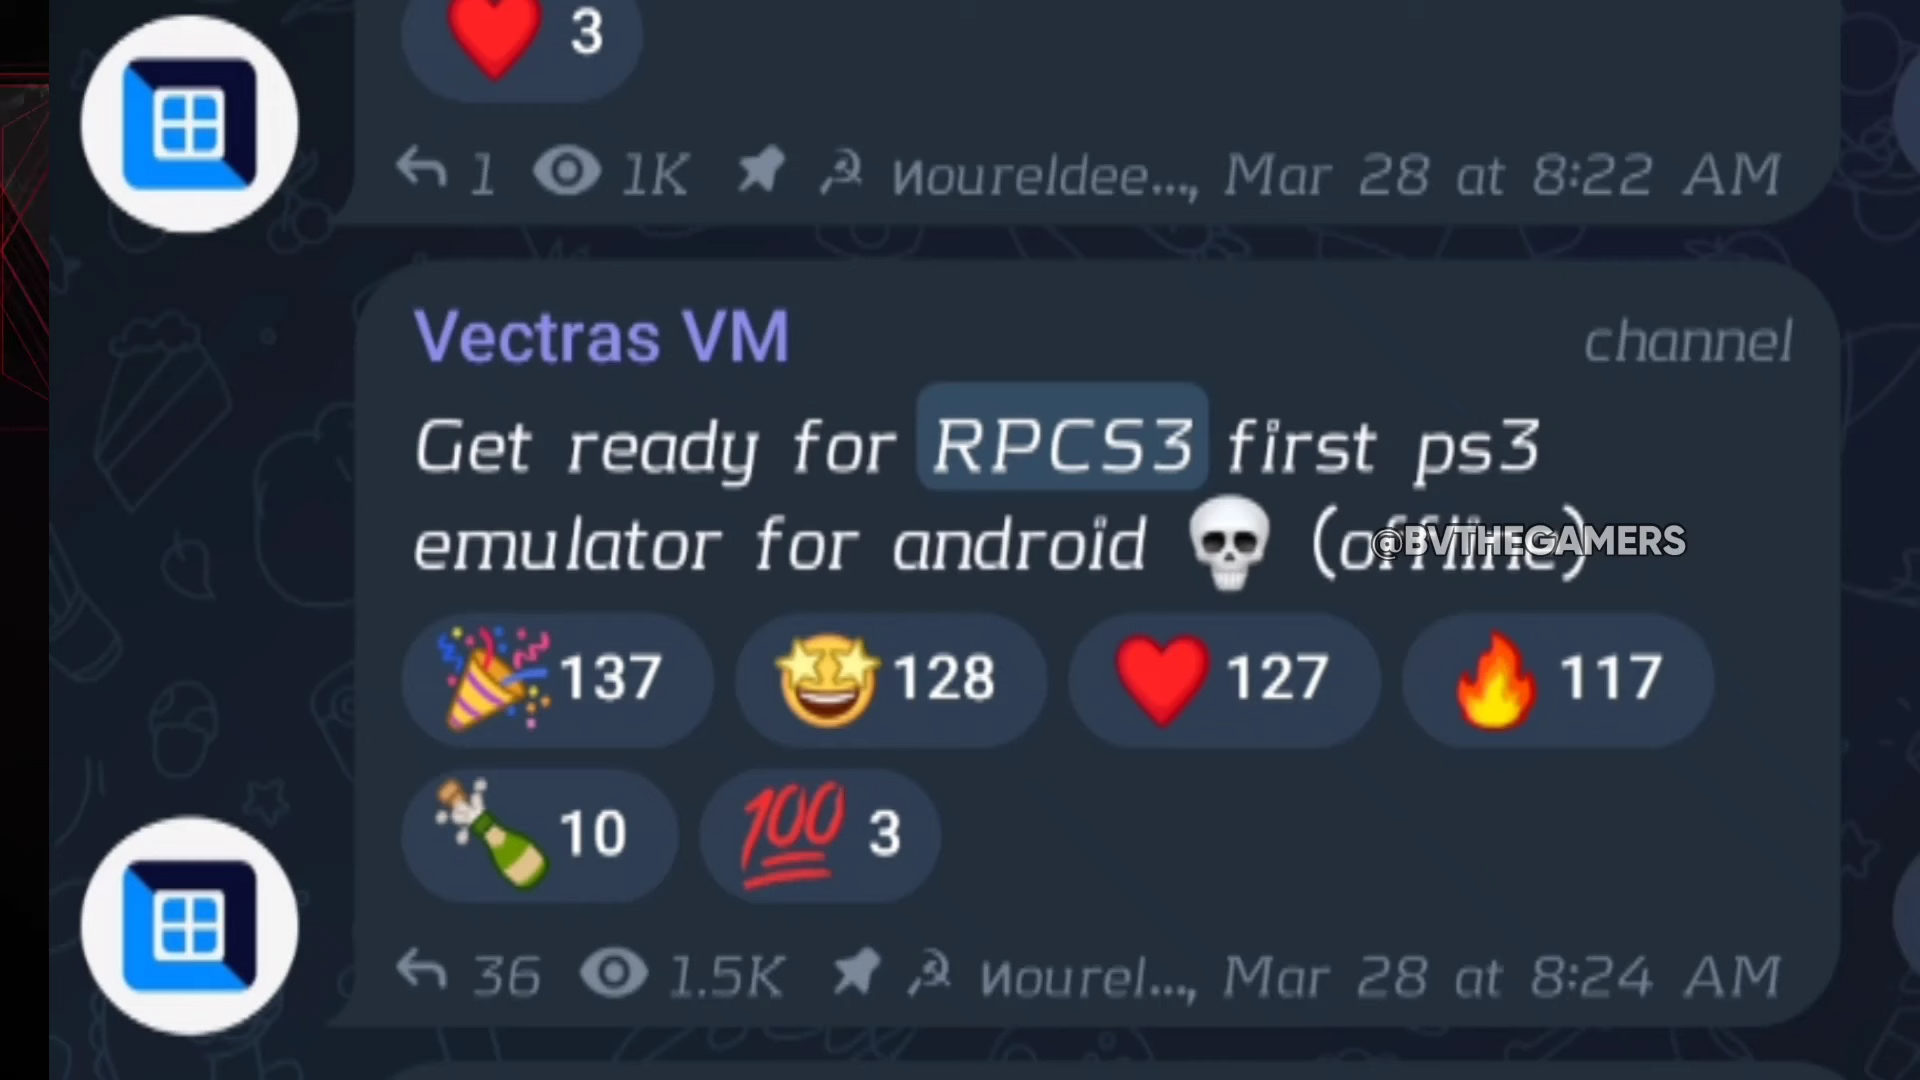 3
1 1K Noureldee..., Mar 28 at 8:22 AM
Vectras VM channel
Get ready for RPCS3 first ps3
emulator for android 💀 (offline)
@BVTHEGAMERS
137 128 127 117
10 100 3
36 1.5K Nourel..., Mar 28 at 8:24 AM